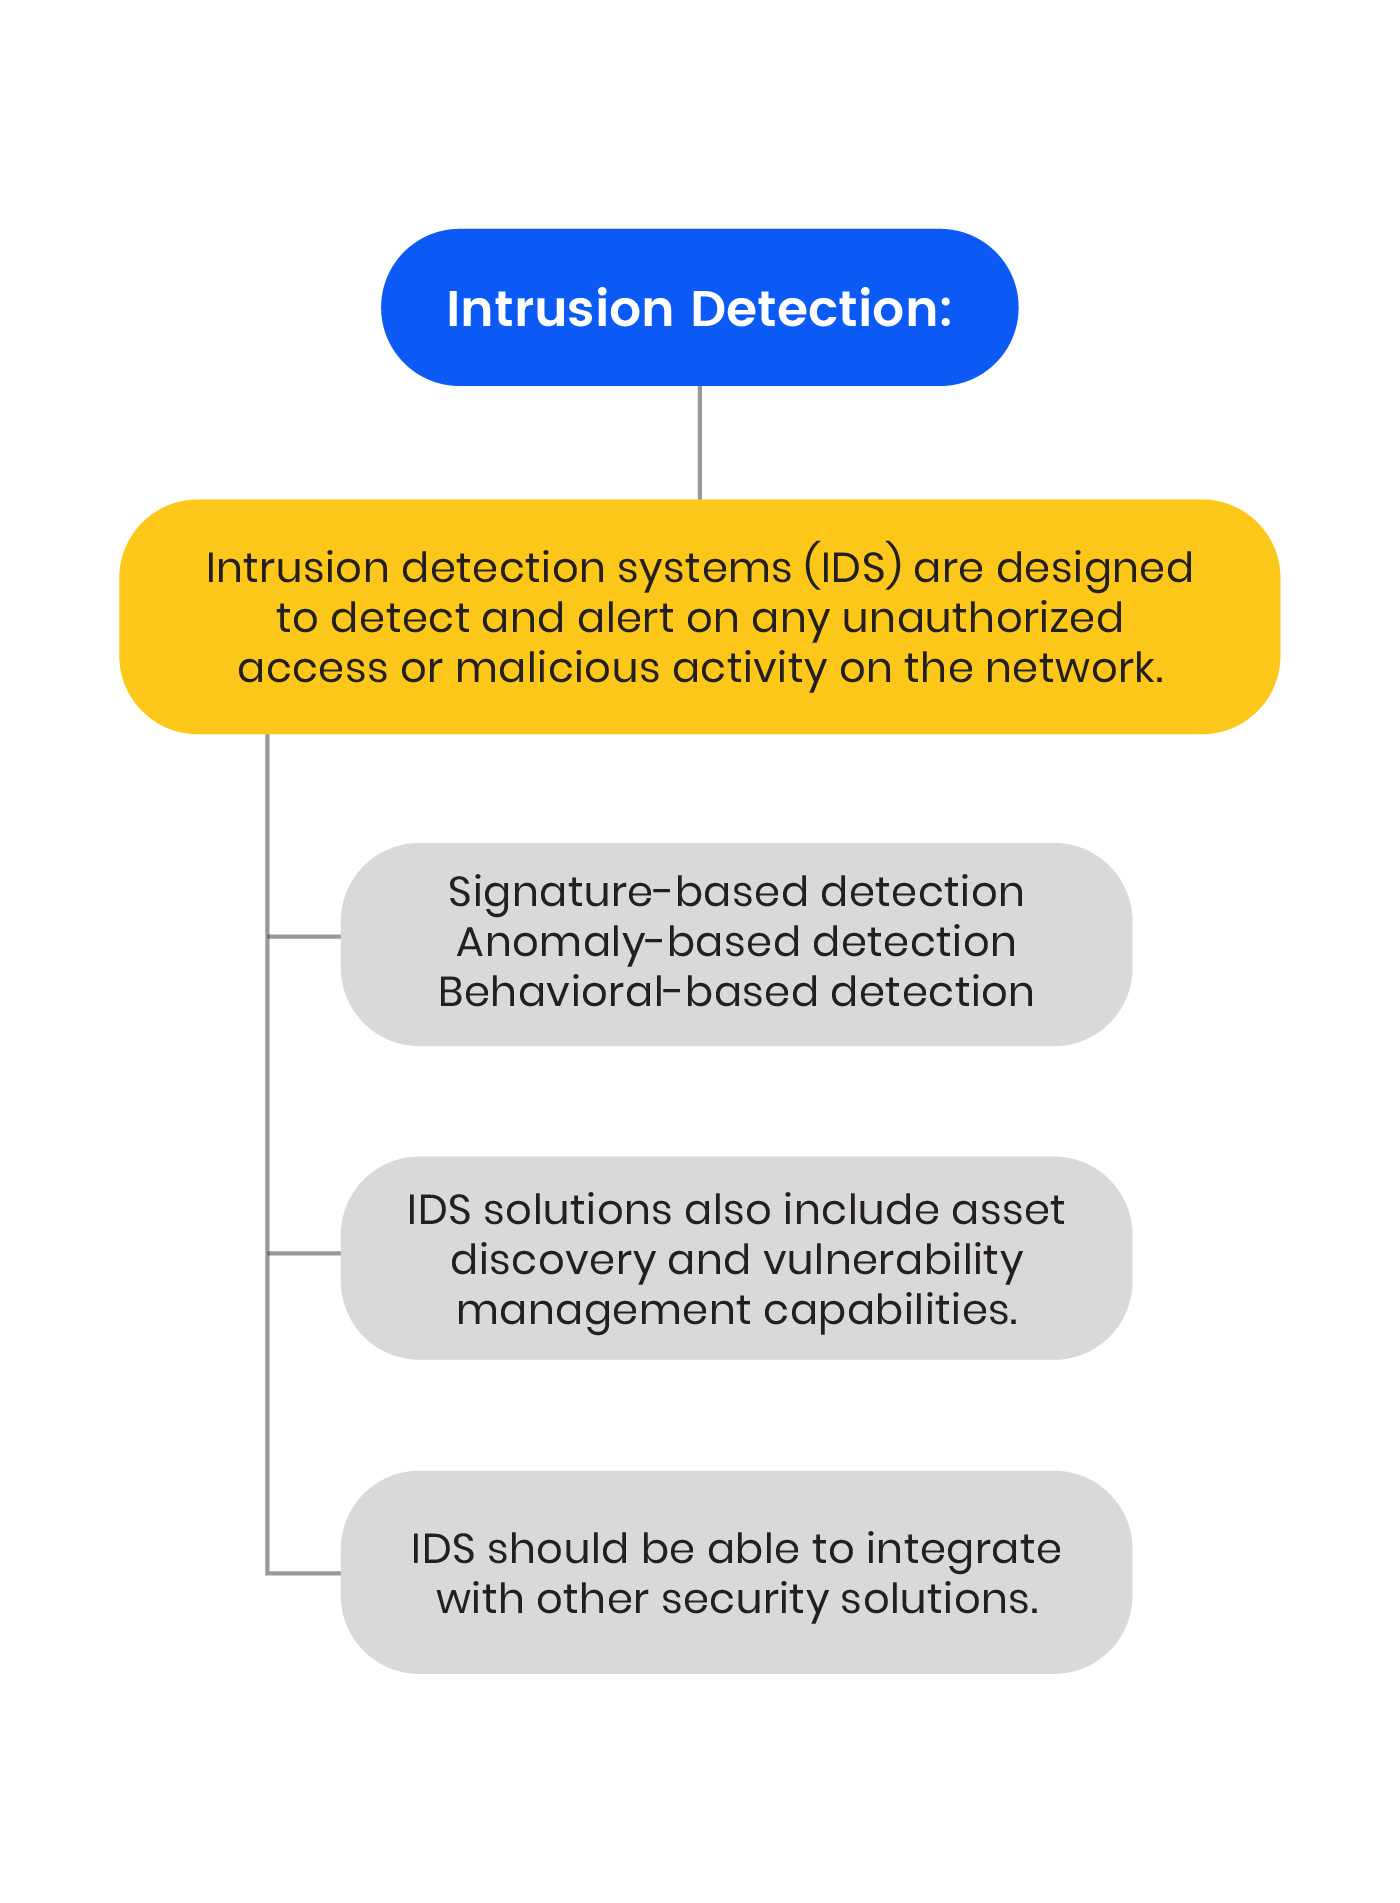 Intrusion Detection:
Intrusion detection systems (IDS) are designed
to detect and alert on any unauthorized
access or malicious activity on the network.
Signature-based detection
Anomaly-based detection
Behavioral-based detection
IDS solutions also include asset
discovery and vulnerability
management capabilities.
IDS should be able to integrate
with other security solutions.